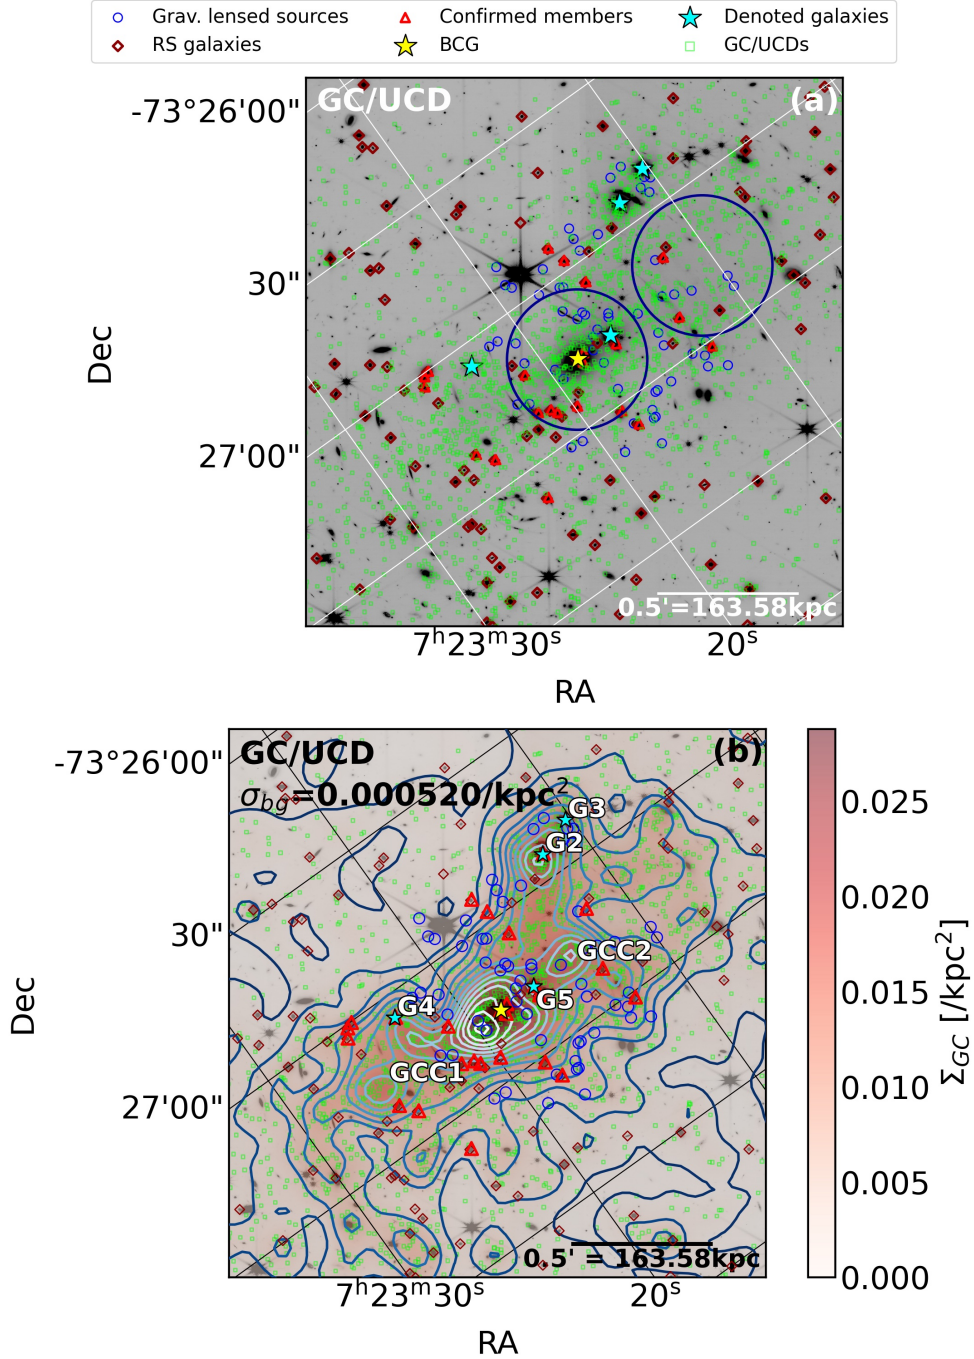 Grav. lensed sources Confirmed members Denoted galaxies
RS galaxies BCG GC/UCDs
GC/UCD (a)
-73°26'00"
30"
27'00"
Dec
0.5'=163.58kpc
7ʰ23ᵐ30ˢ 20ˢ
RA
GC/UCD (b)
σ_bg=0.000520/kpc²
-73°26'00"
30"
27'00"
Dec
G3
G2
GCC2
G4
G5
GCC1
0.5' = 163.58kpc
7ʰ23ᵐ30ˢ 20ˢ
RA
0.025
0.020
0.015
0.010
0.005
0.000
Σ_GC [/kpc²]